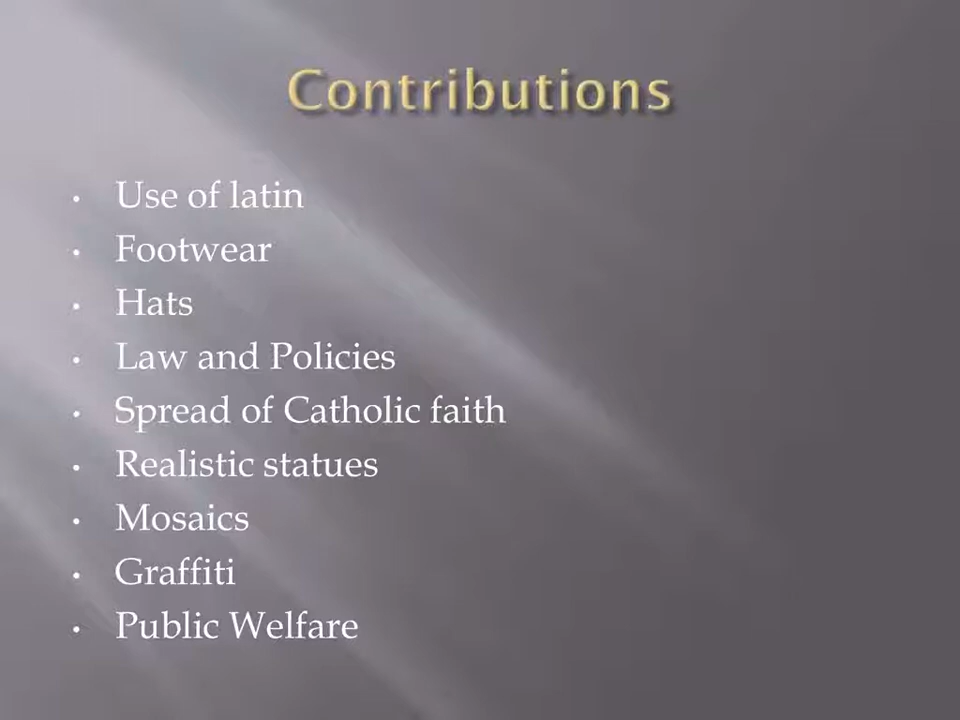 Contributions
• Use of latin
• Footwear
• Hats
• Law and Policies
• Spread of Catholic faith
• Realistic statues
• Mosaics
• Graffiti
• Public Welfare